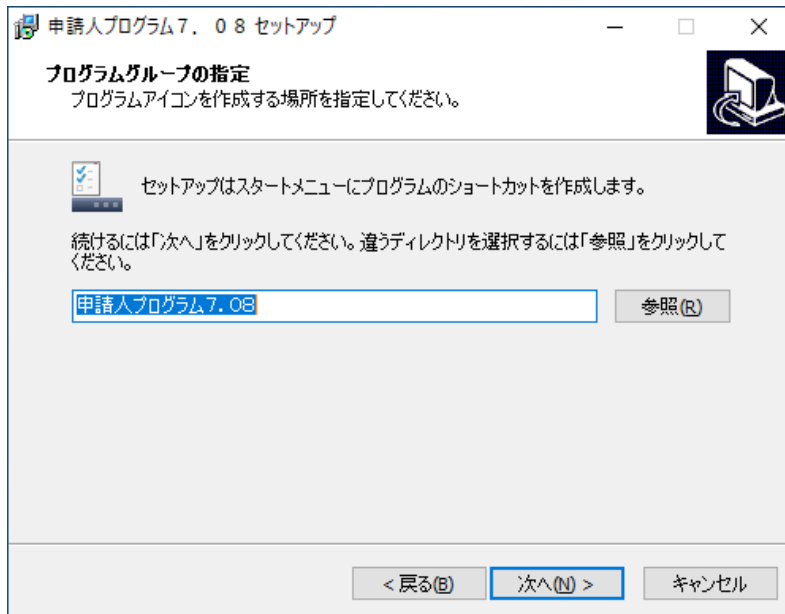 申請人プログラム７．０８ セットアップ
プログラムグループの指定
プログラムアイコンを作成する場所を指定してください。
セットアップはスタートメニューにプログラムのショートカットを作成します。
続けるには「次へ」をクリックしてください。違うディレクトリを選択するには「参照」をクリックして
ください。
申請人プログラム７．０８
参照(R)
< 戻る(B)
次へ(N) >
キャンセル